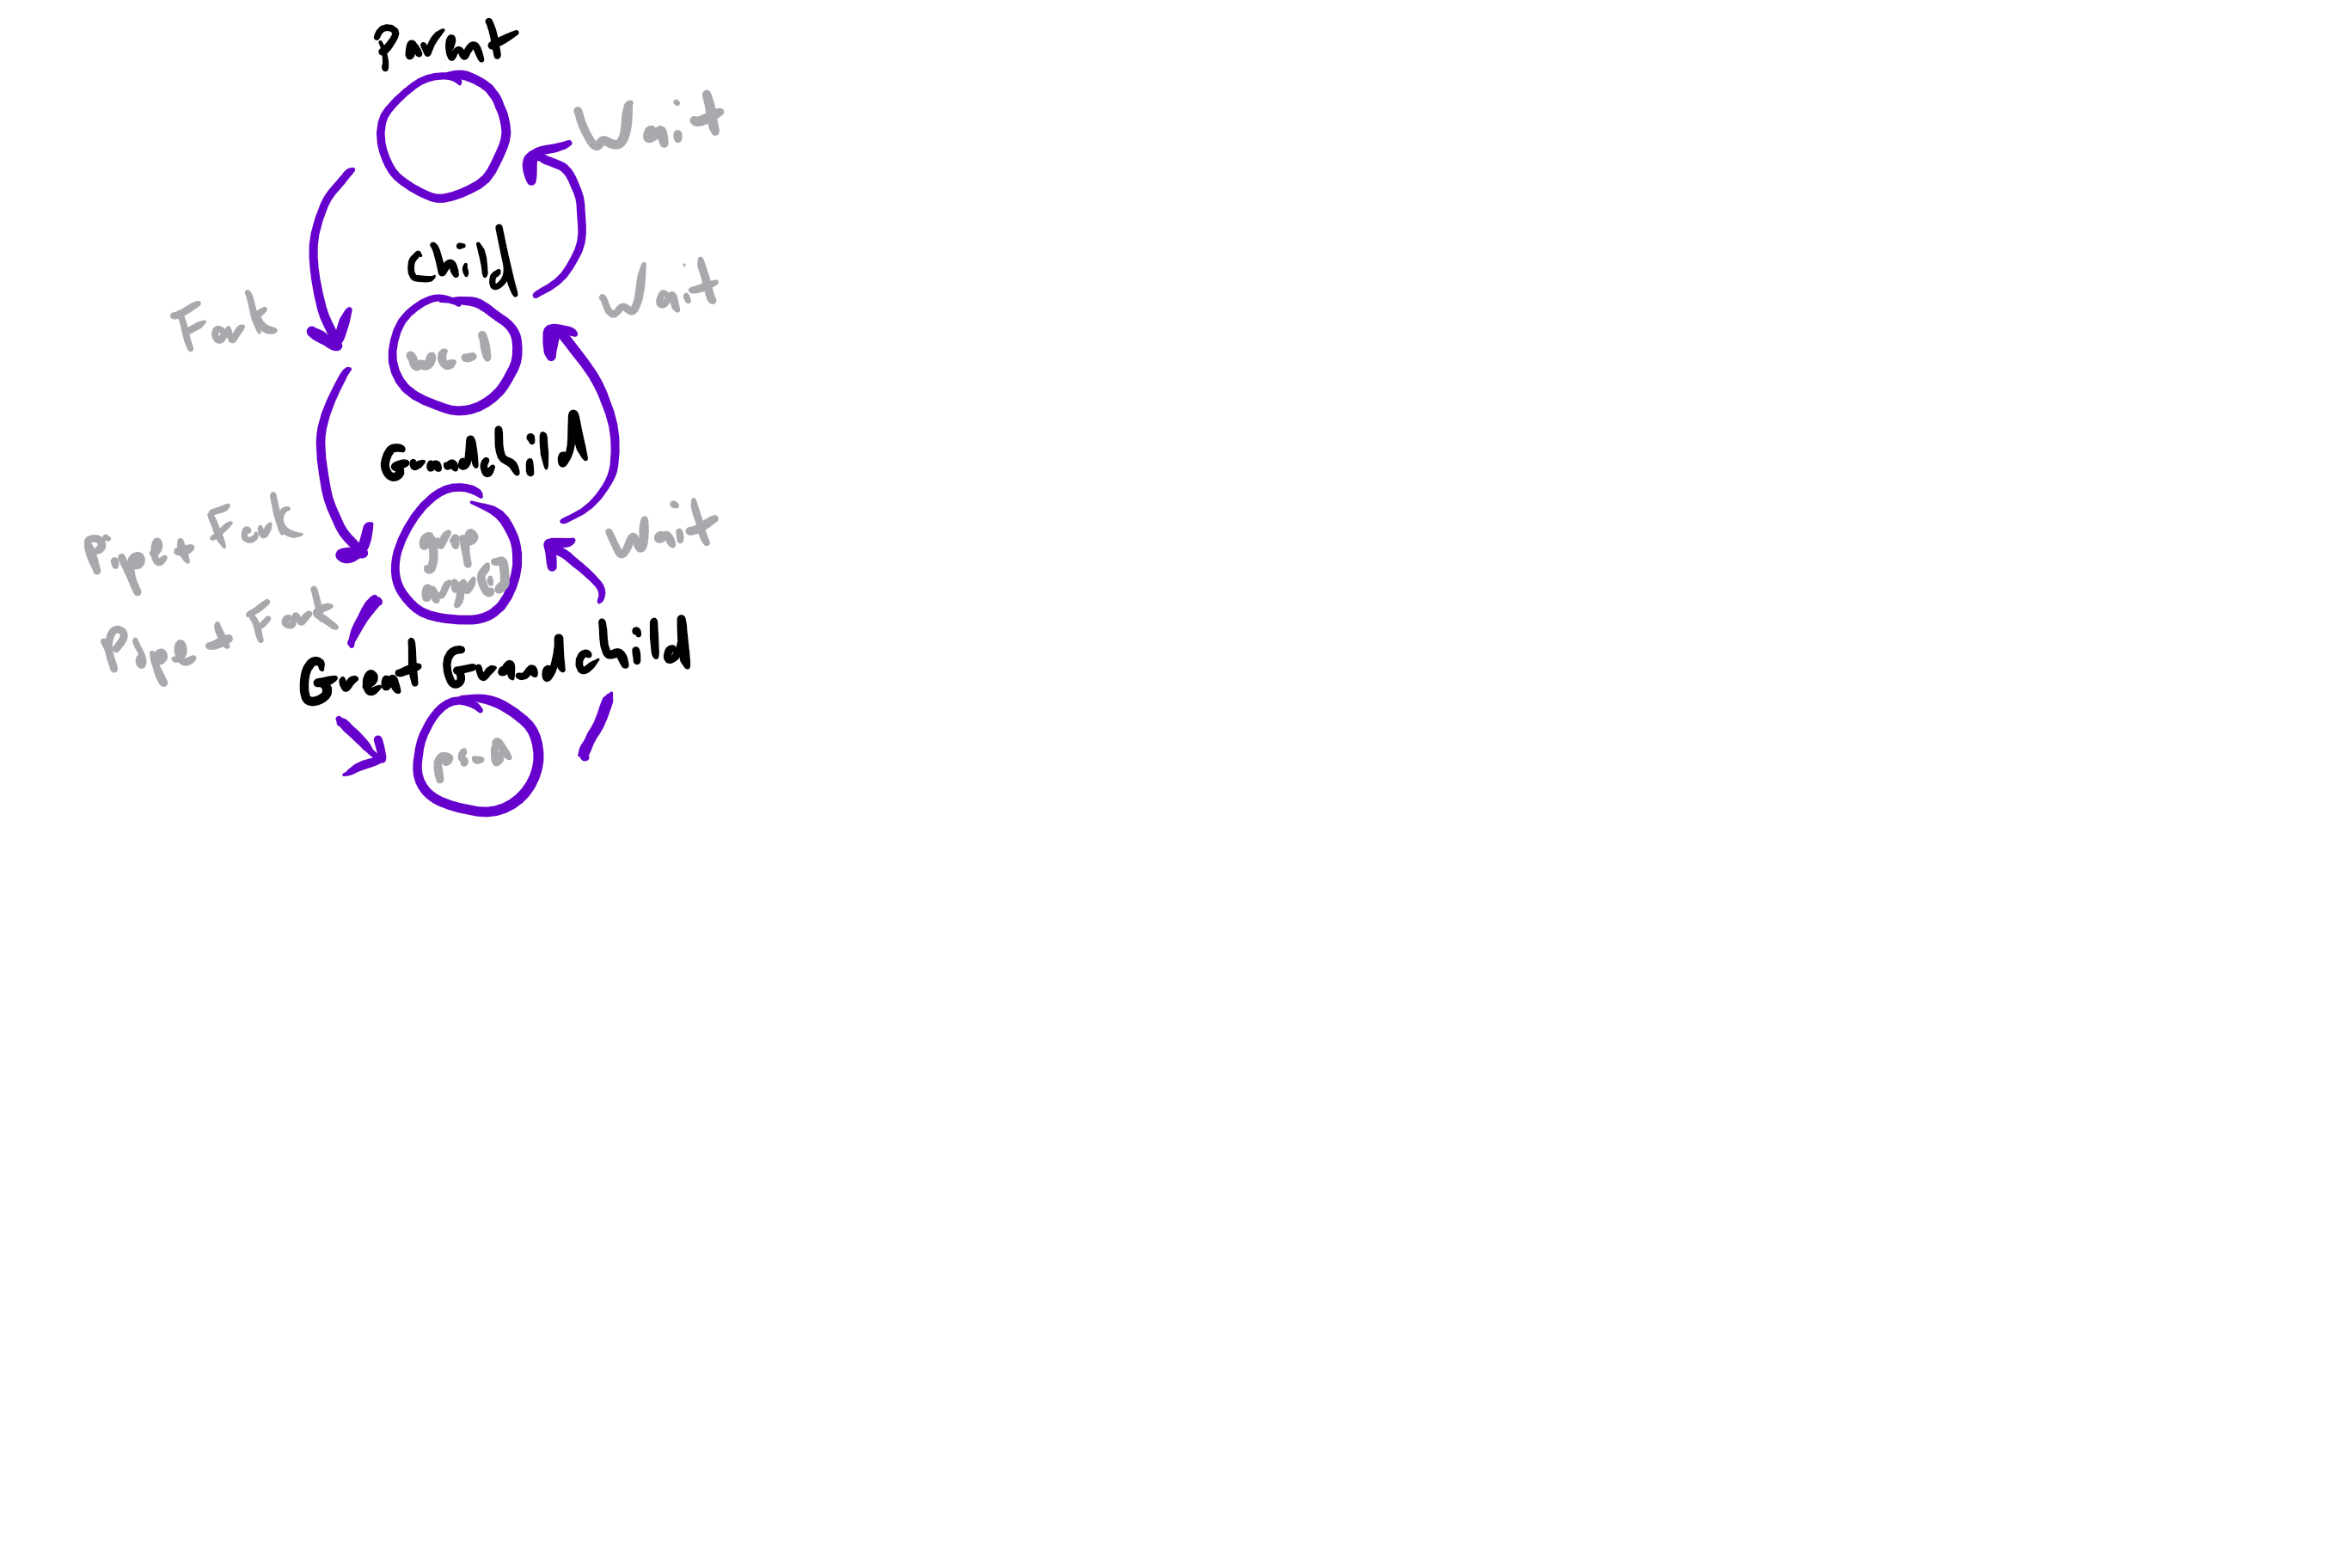 Parent
Wait
Child
Wait
Fork
wc -l
Grandchild
Pipe + Fork
grep
argv[1]
Wait
Pipe + Fork
Great Grandchild
ps -A